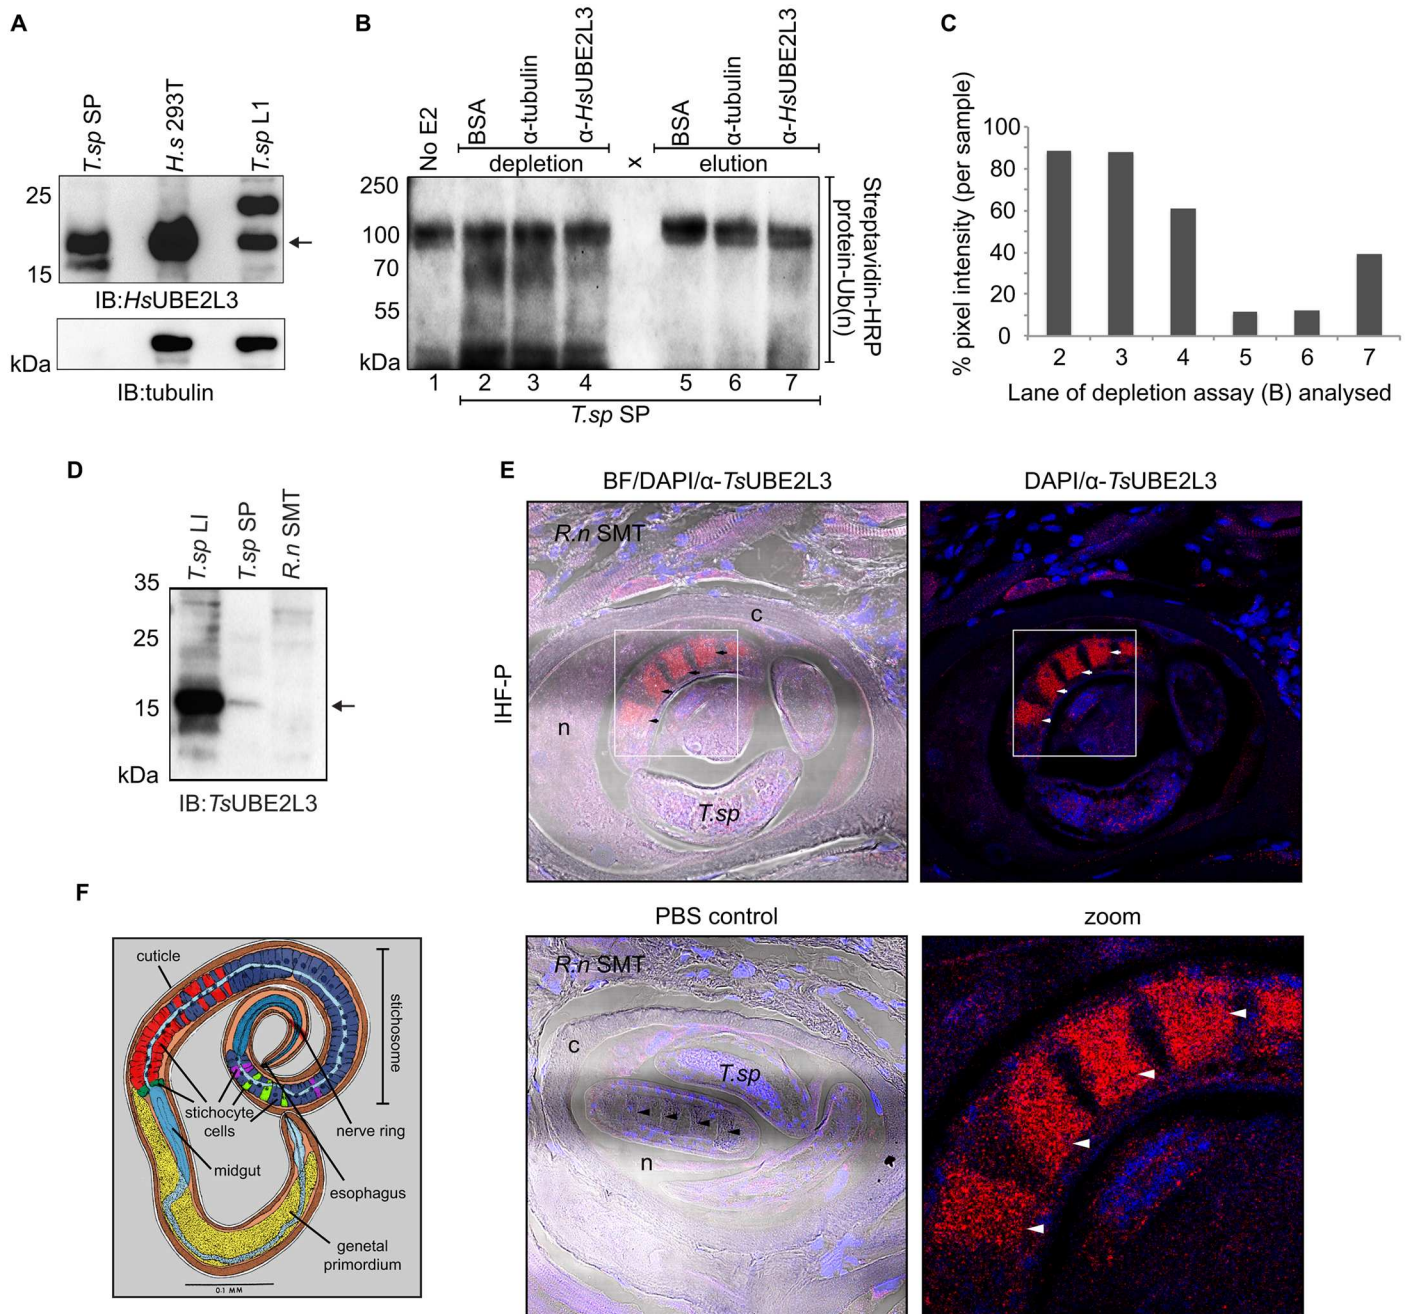 A
T.sp SP
H.s 293T
T.sp L1
25
15
IB:HsUBE2L3
kDa
IB:tubulin
B
No E2
BSA
α-tubulin
α-HsUBE2L3
depletion
x
BSA
α-tubulin
α-HsUBE2L3
elution
250
100
70
55
kDa
Streptavidin-HRP
protein-Ub(n)
1 2 3 4 5 6 7
T.sp SP
C
% pixel intensity (per sample)
100
80
60
40
20
0
2 3 4 5 6 7
Lane of depletion assay (B) analysed
D
T.sp LI
T.sp SP
R.n SMT
35
25
15
kDa
IB:TsUBE2L3
E
BF/DAPI/α-TsUBE2L3
DAPI/α-TsUBE2L3
IHF-P
R.n SMT
c
n
T.sp
PBS control
zoom
R.n SMT
c
T.sp
n
F
cuticle
stichosome
stichocyte
cells
nerve ring
midgut
esophagus
genetal
primordium
0·1 MM